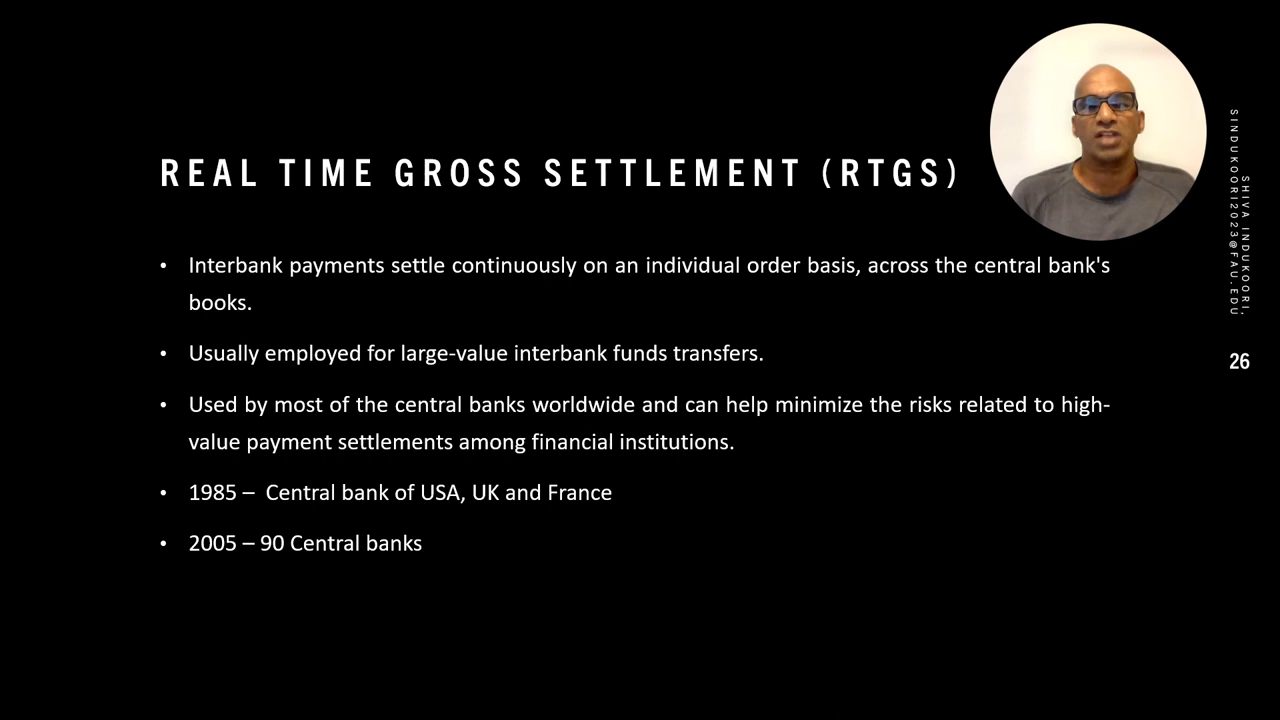 REAL TIME GROSS SETTLEMENT (RTGS)
• Interbank payments settle continuously on an individual order basis, across the central bank's
books.
• Usually employed for large-value interbank funds transfers.
• Used by most of the central banks worldwide and can help minimize the risks related to high-
value payment settlements among financial institutions.
• 1985 –  Central bank of USA, UK and France
• 2005 – 90 Central banks
SHIVA INDUKOORI,
SINDUKOORI2023@FAU.EDU
26